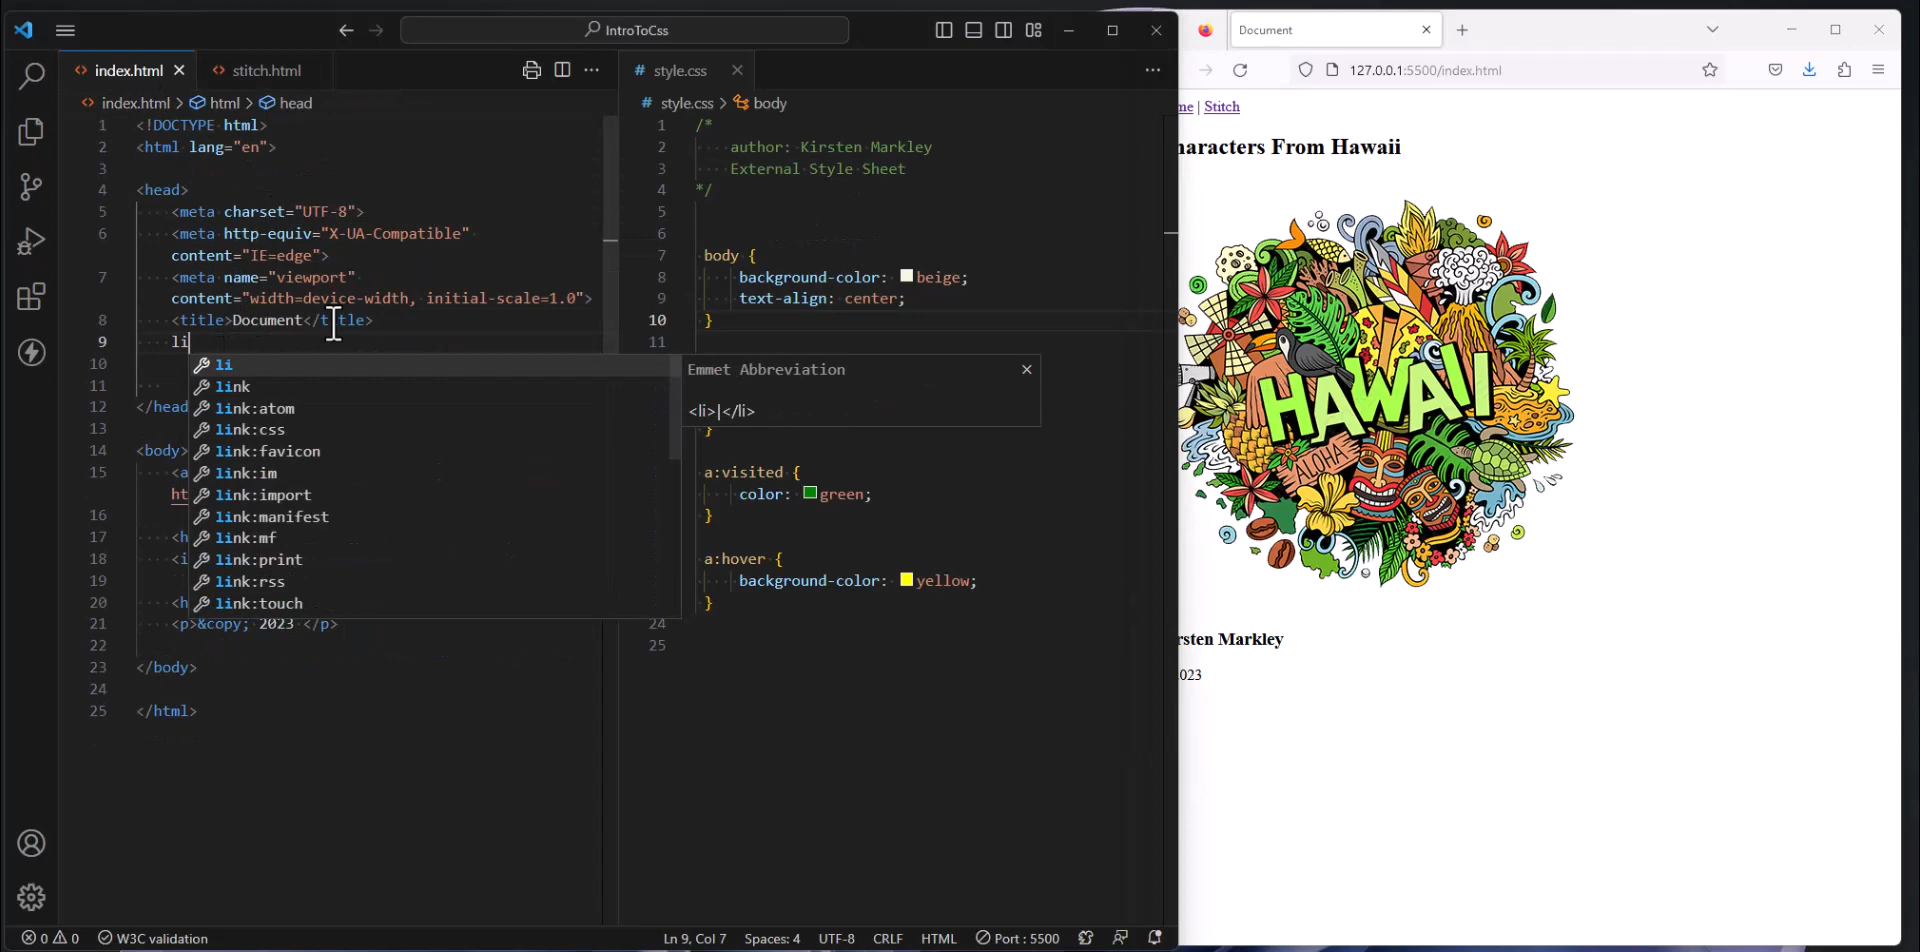 IntroToCss
index.html
stitch.html
index.html > html > head
1 <!DOCTYPE html>
2 <html lang="en">
3
4 <head>
5 <meta charset="UTF-8">
6 <meta http-equiv="X-UA-Compatible"
content="IE=edge">
7 <meta name="viewport"
content="width=device-width, initial-scale=1.0">
8 <title>Document</title>
9 li
10
11
12 </head
13
14 <body>
15 <a
ht
16
17 <h
18 <i
19
20 <h
21 <p>&copy; 2023 </p>
22
23 </body>
24
25 </html>
li
link
link:atom
link:css
link:favicon
link:im
link:import
link:manifest
link:mf
link:print
link:rss
link:touch
Emmet Abbreviation
<li>|</li>
# style.css
# style.css > body
1 /*
2 author: Kirsten Markley
3 External Style Sheet
4 */
5
6
7 body {
8 background-color: beige;
9 text-align: center;
10 }
11
}
a:visited {
color: green;
}
a:hover {
background-color: yellow;
}
24
25
0 0 W3C validation
Ln 9, Col 7 Spaces: 4 UTF-8 CRLF HTML Port : 5500
Document
127.0.0.1:5500/index.html
me | Stitch
haracters From Hawaii
HAWAII
ALOHA
rsten Markley
2023